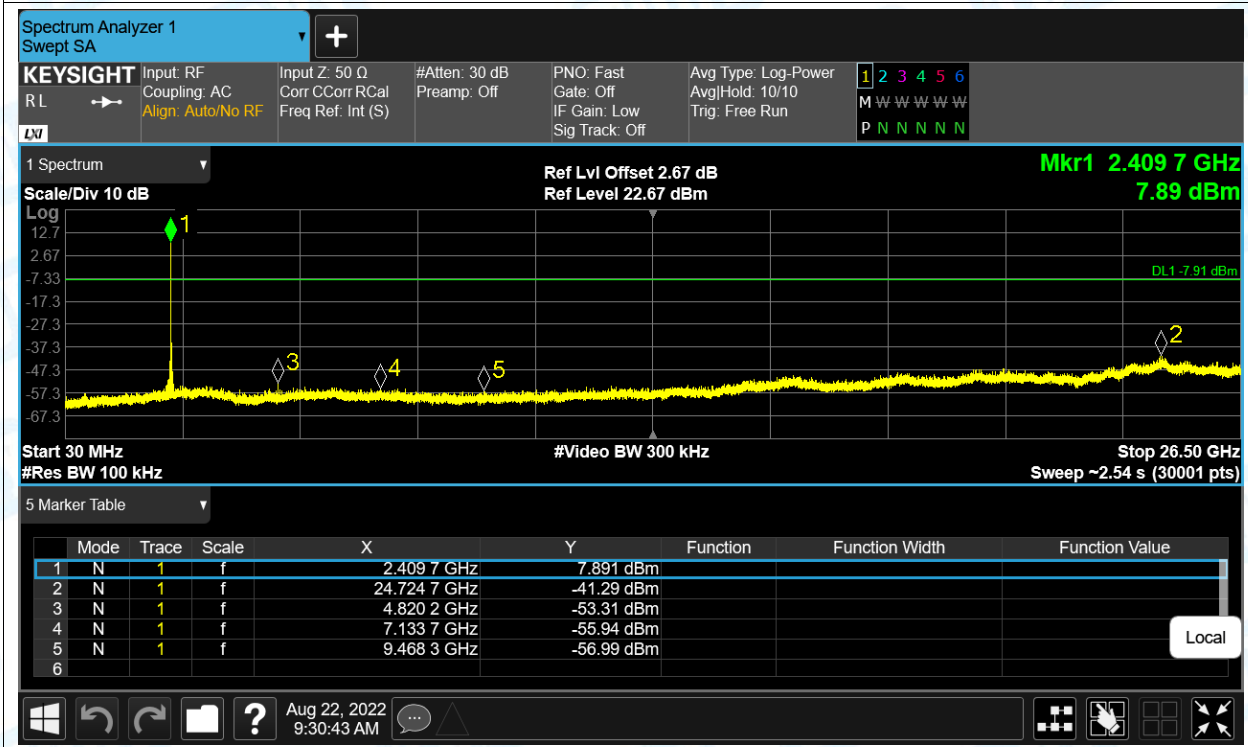 Spectrum Analyzer 1
Swept SA
KEYSIGHT
R L
LXI
Input: RF
Coupling: AC
Align: Auto/No RF
Input Z: 50 Ω
Corr CCorr RCal
Freq Ref: Int (S)
#Atten: 30 dB
Preamp: Off
PNO: Fast
Gate: Off
IF Gain: Low
Sig Track: Off
Avg Type: Log-Power
Avg|Hold: 10/10
Trig: Free Run
1 2 3 4 5 6
M W W W W W
P N N N N N
1 Spectrum
Scale/Div 10 dB
Ref Lvl Offset 2.67 dB
Ref Level 22.67 dBm
Mkr1 2.409 7 GHz
7.89 dBm
Log
12.7
2.67
-7.33
-17.3
-27.3
-37.3
-47.3
-57.3
-67.3
1
DL1 -7.91 dBm
2
3
4
5
Start 30 MHz
#Video BW 300 kHz
Stop 26.50 GHz
#Res BW 100 kHz
Sweep ~2.54 s (30001 pts)
5 Marker Table
Mode Trace Scale X Y Function Function Width Function Value
1 N 1 f 2.409 7 GHz 7.891 dBm
2 N 1 f 24.724 7 GHz -41.29 dBm
3 N 1 f 4.820 2 GHz -53.31 dBm
4 N 1 f 7.133 7 GHz -55.94 dBm
5 N 1 f 9.468 3 GHz -56.99 dBm
6
Local
?
Aug 22, 2022
9:30:43 AM